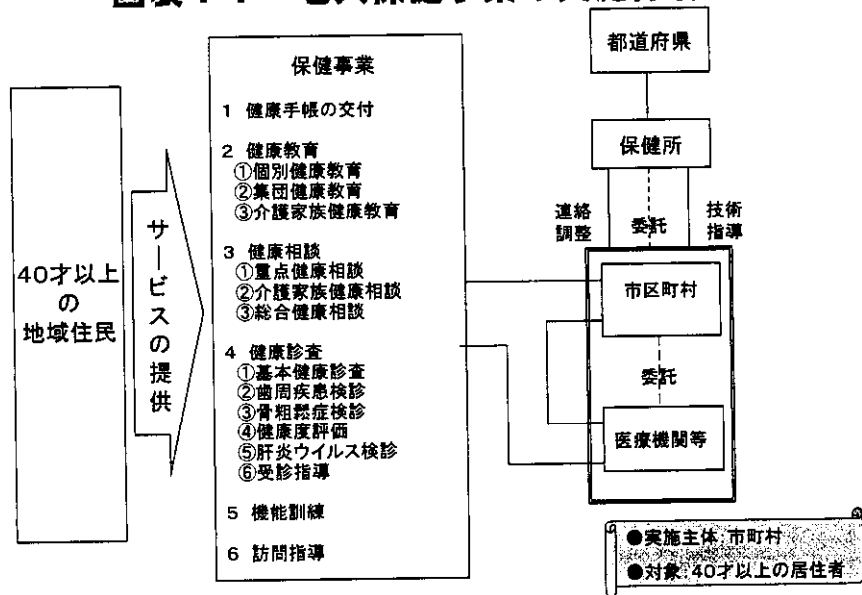 都道府県
保健事業
1 健康手帳の交付
2 健康教育
①個別健康教育
②集団健康教育
③介護家族健康教育
3 健康相談
①重点健康相談
②介護家族健康相談
③総合健康相談
4 健康診査
①基本健康診査
②歯周疾患検診
③骨粗鬆症検診
④健康度評価
⑤肝炎ウイルス検診
⑥受診指導
5 機能訓練
6 訪問指導
40才以上
の
地域住民
サービスの提供
保健所
連絡
調整
委託
技術
指導
市区町村
委託
医療機関等
●実施主体:市町村
●対象:40才以上の居住者